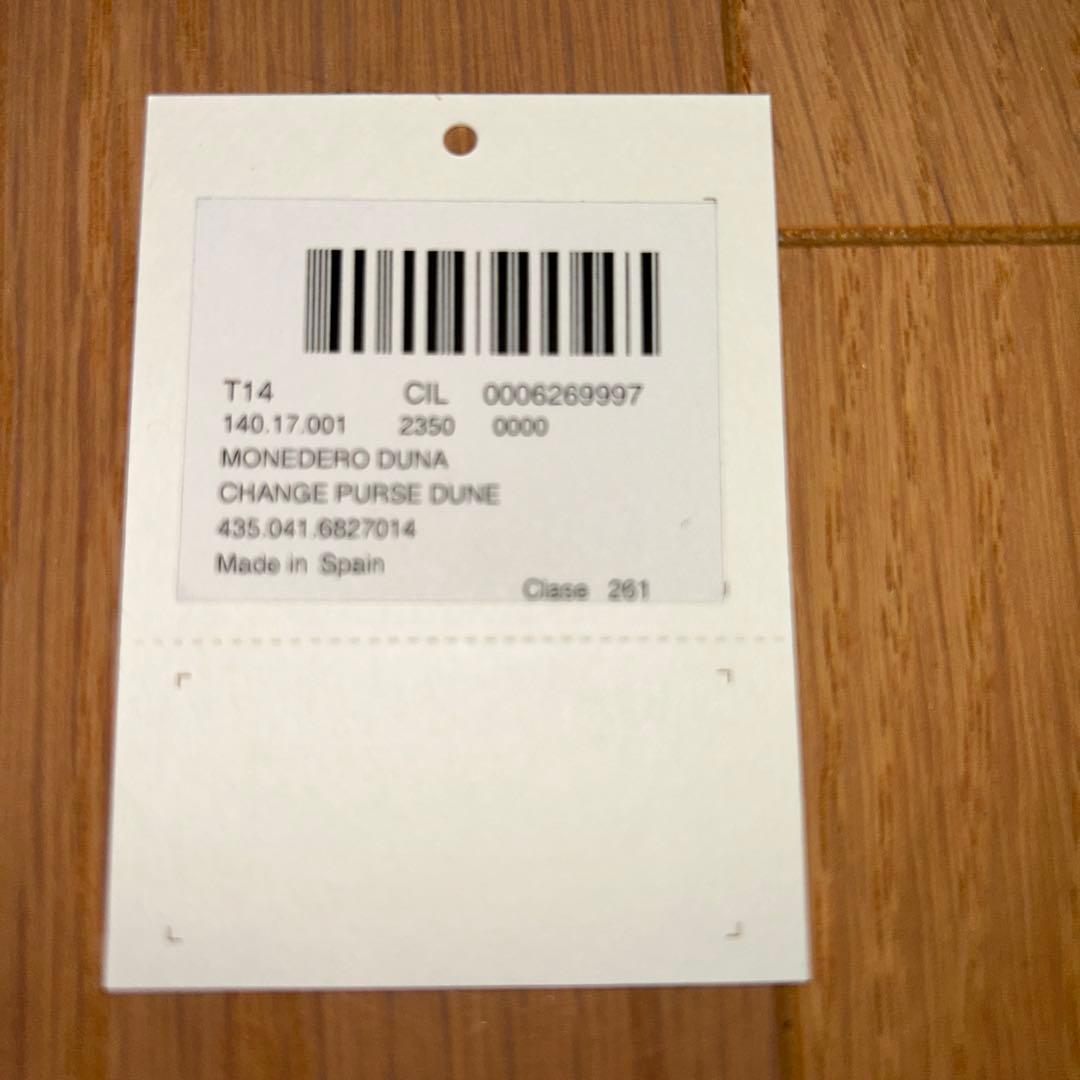 T14 CIL 0006269997
140.17.001 2350 0000
MONEDERO DUNA
CHANGE PURSE DUNE
435.041.6827014
Made in Spain
Clase 261